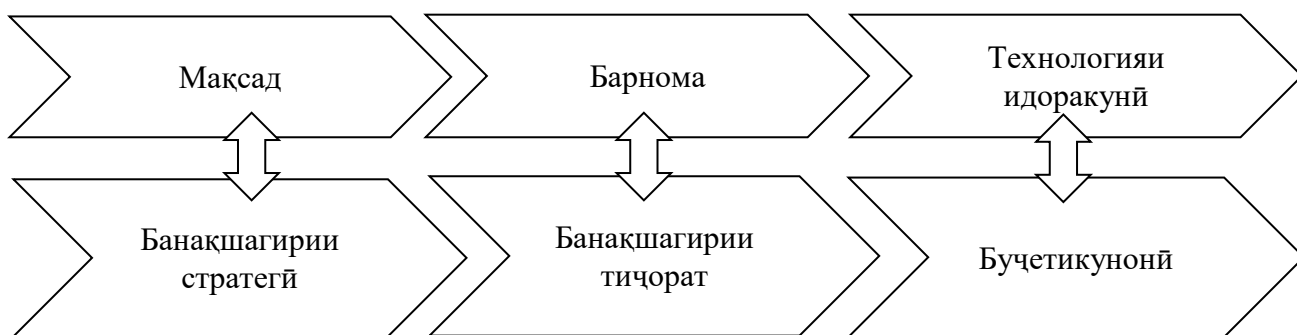 Мақсад
Барнома
Технологияи
идоракунӣ
Банақшагирии
стратегӣ
Банақшагирии
тиҷорат
Буҷетикунонӣ